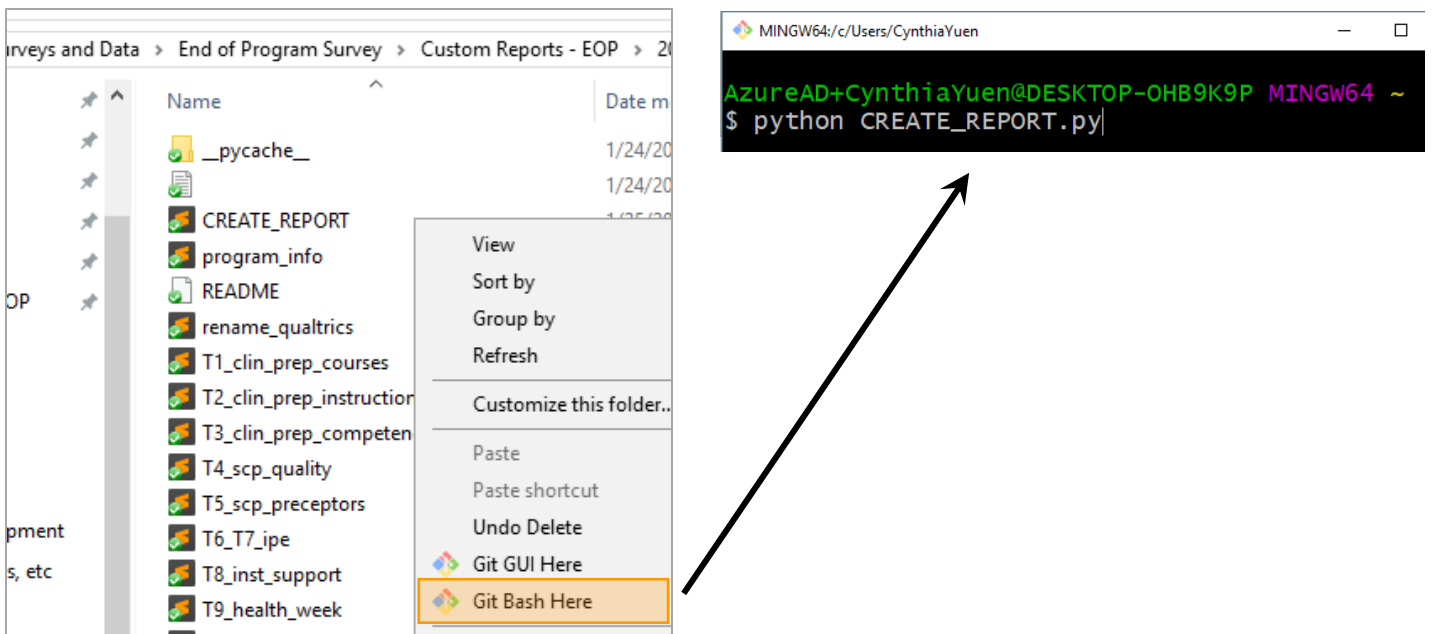 urveys and Data > End of Program Survey > Custom Reports - EOP > 20
Name
Date m
__pycache__
1/24/20
1/24/20
CREATE_REPORT
program_info
README
rename_qualtrics
T1_clin_prep_courses
T2_clin_prep_instruction
T3_clin_prep_competen
T4_scp_quality
T5_scp_preceptors
T6_T7_ipe
T8_inst_support
T9_health_week
OP
pment
s, etc
View
Sort by
Group by
Refresh
Customize this folder..
Paste
Paste shortcut
Undo Delete
Git GUI Here
Git Bash Here
MINGW64:/c/Users/CynthiaYuen
AzureAD+CynthiaYuen@DESKTOP-OHB9K9P MINGW64 ~
$ python CREATE_REPORT.py